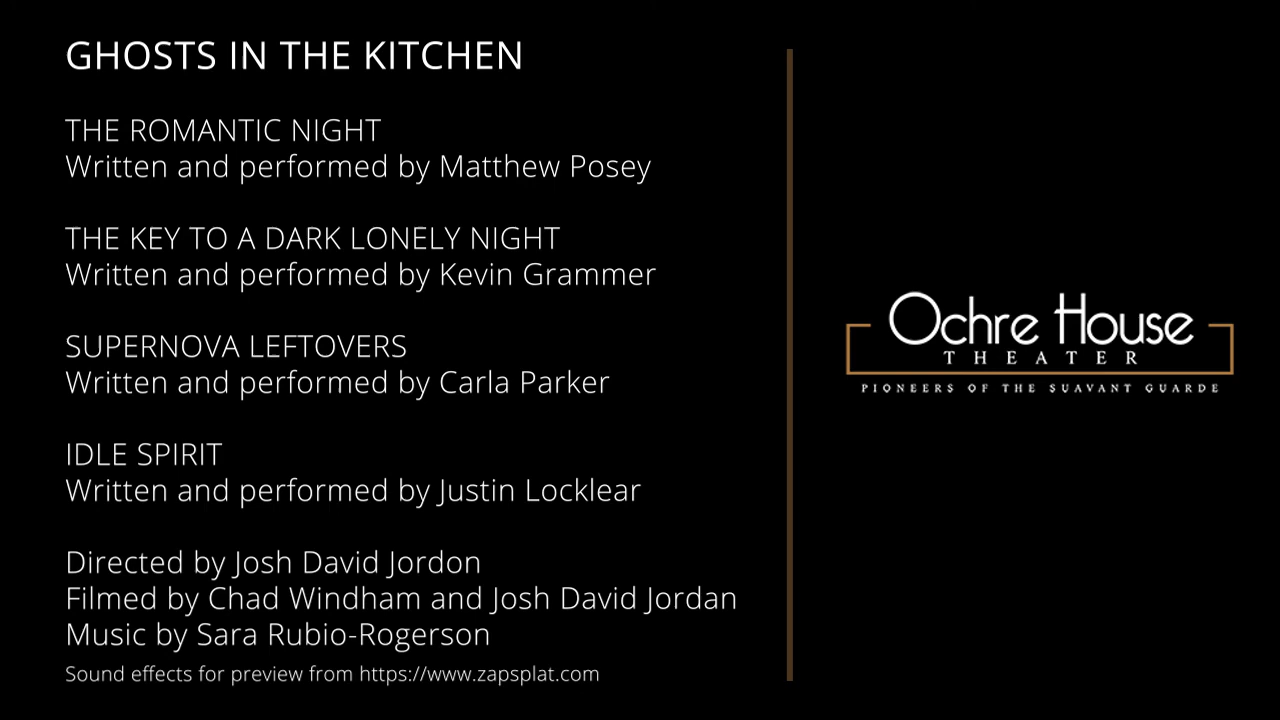 GHOSTS IN THE KITCHEN
THE ROMANTIC NIGHT
Written and performed by Matthew Posey
THE KEY TO A DARK LONELY NIGHT
Written and performed by Kevin Grammer
SUPERNOVA LEFTOVERS
Written and performed by Carla Parker
IDLE SPIRIT
Written and performed by Justin Locklear
Directed by Josh David Jordon
Filmed by Chad Windham and Josh David Jordan
Music by Sara Rubio-Rogerson
Sound effects for preview from https://www.zapsplat.com
Ochre House
THEATER
PIONEERS OF THE SUAVANT GUARDE